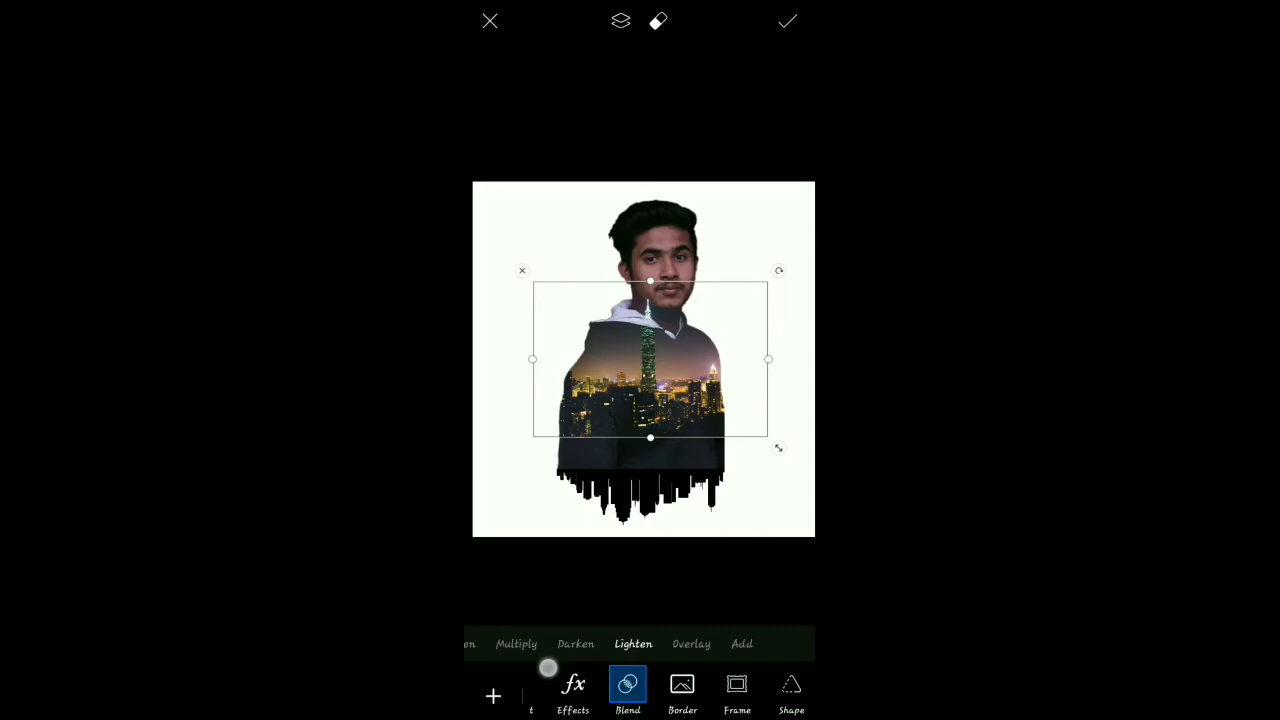 en Multiply Darken Lighten Overlay Add
t Effects Blend Border Frame Shape